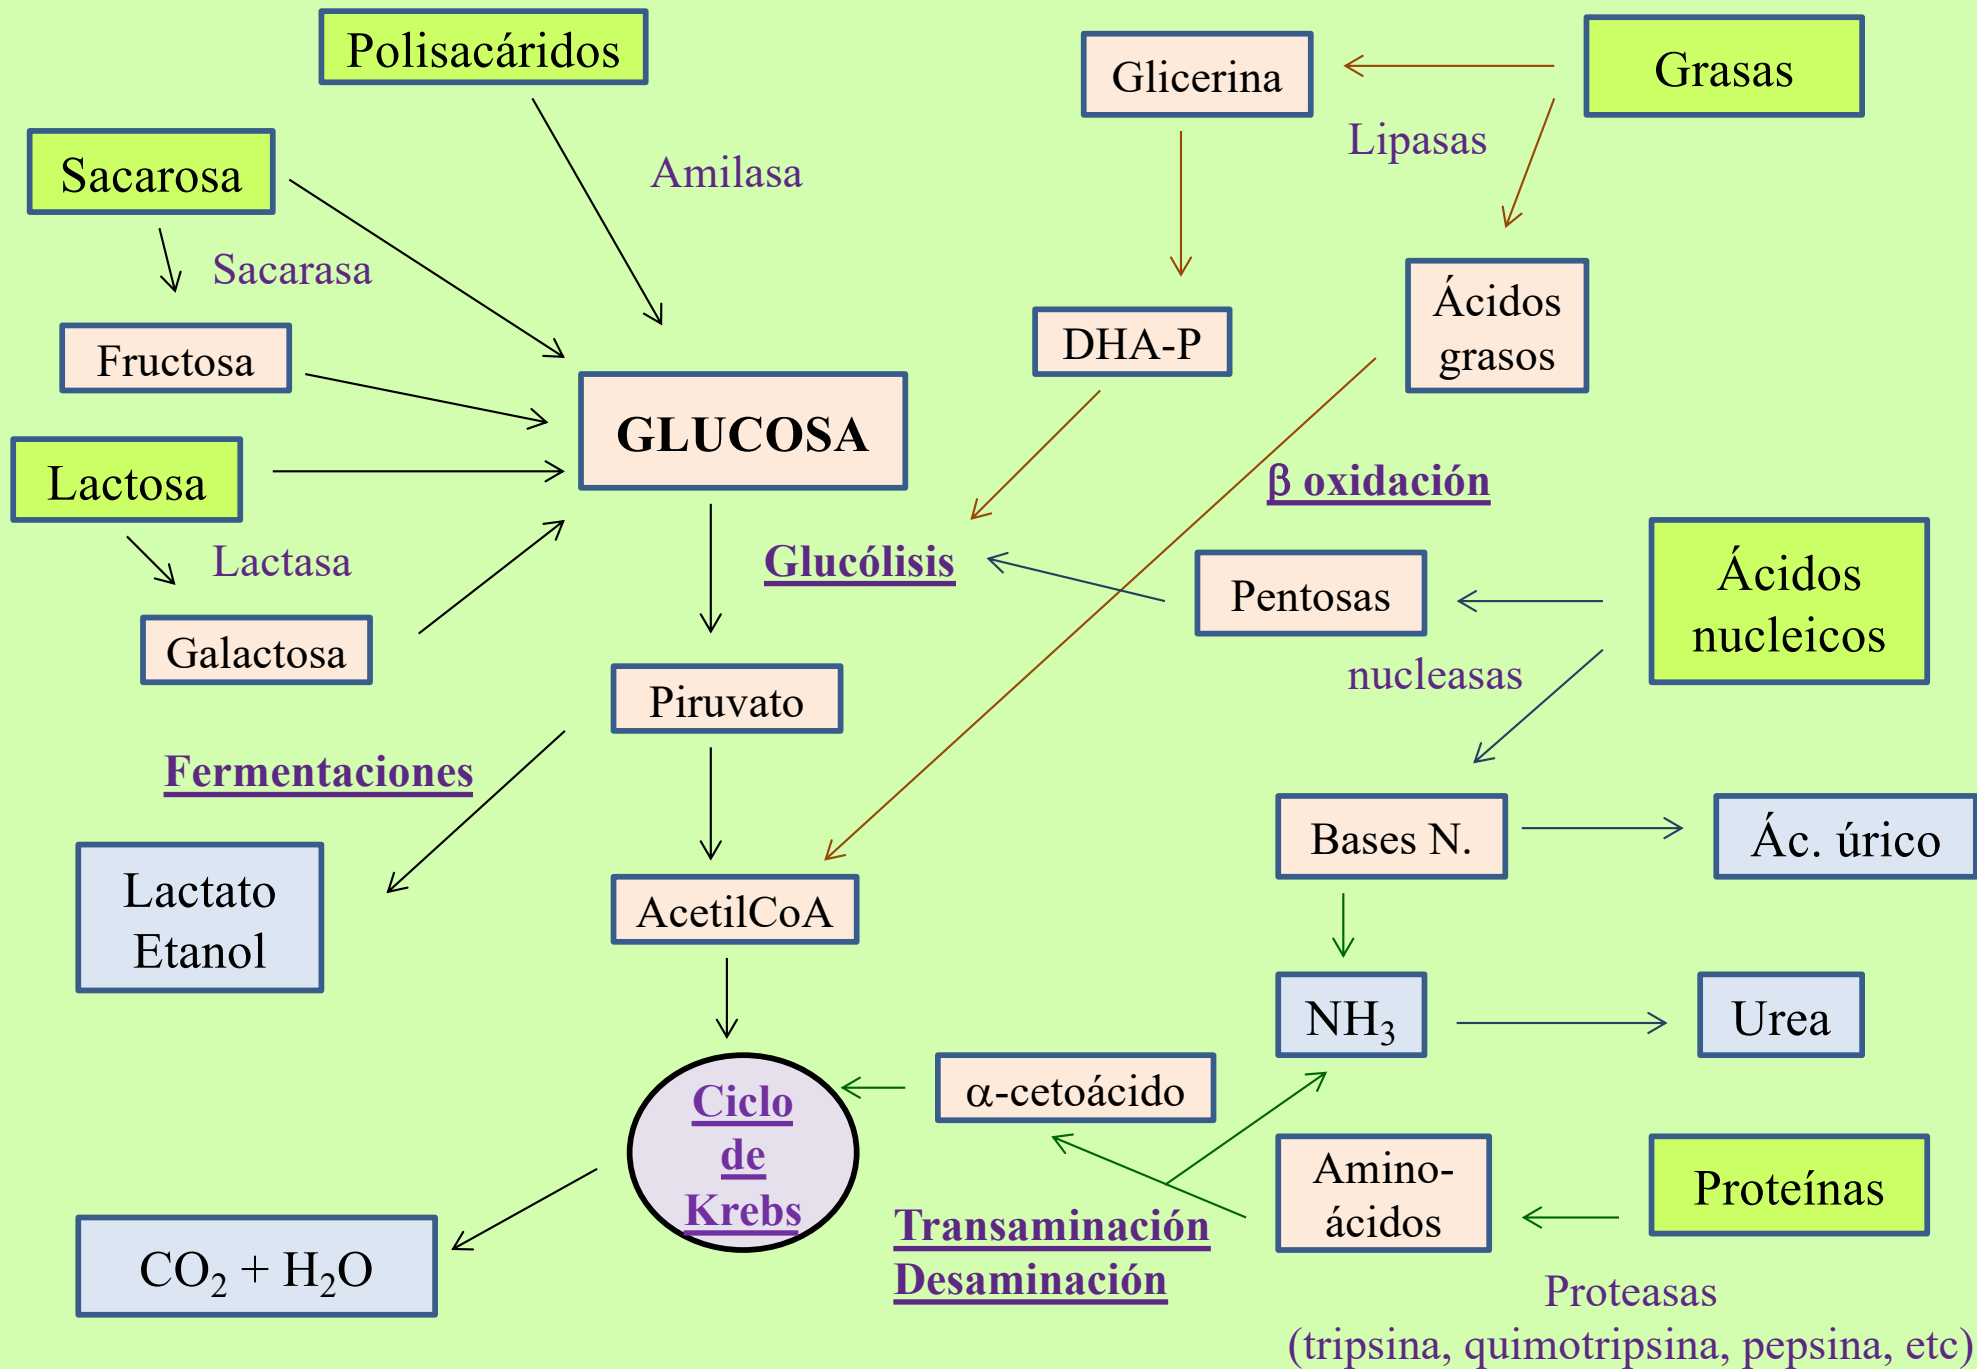 Polisacáridos
Glicerina
Grasas
Lipasas
Sacarosa
Amilasa
Sacarasa
Ácidos
grasos
Fructosa
DHA-P
GLUCOSA
Lactosa
β oxidación
Lactasa
Glucólisis
Pentosas
Ácidos
nucleicos
Galactosa
nucleasas
Piruvato
Fermentaciones
Bases N.
Ác. úrico
Lactato
Etanol
AcetilCoA
NH₃
Urea
Ciclo
de
Krebs
α-cetoácido
Amino-
ácidos
Proteínas
Transaminación
Desaminación
CO₂ + H₂O
Proteasas
(tripsina, quimotripsina, pepsina, etc)